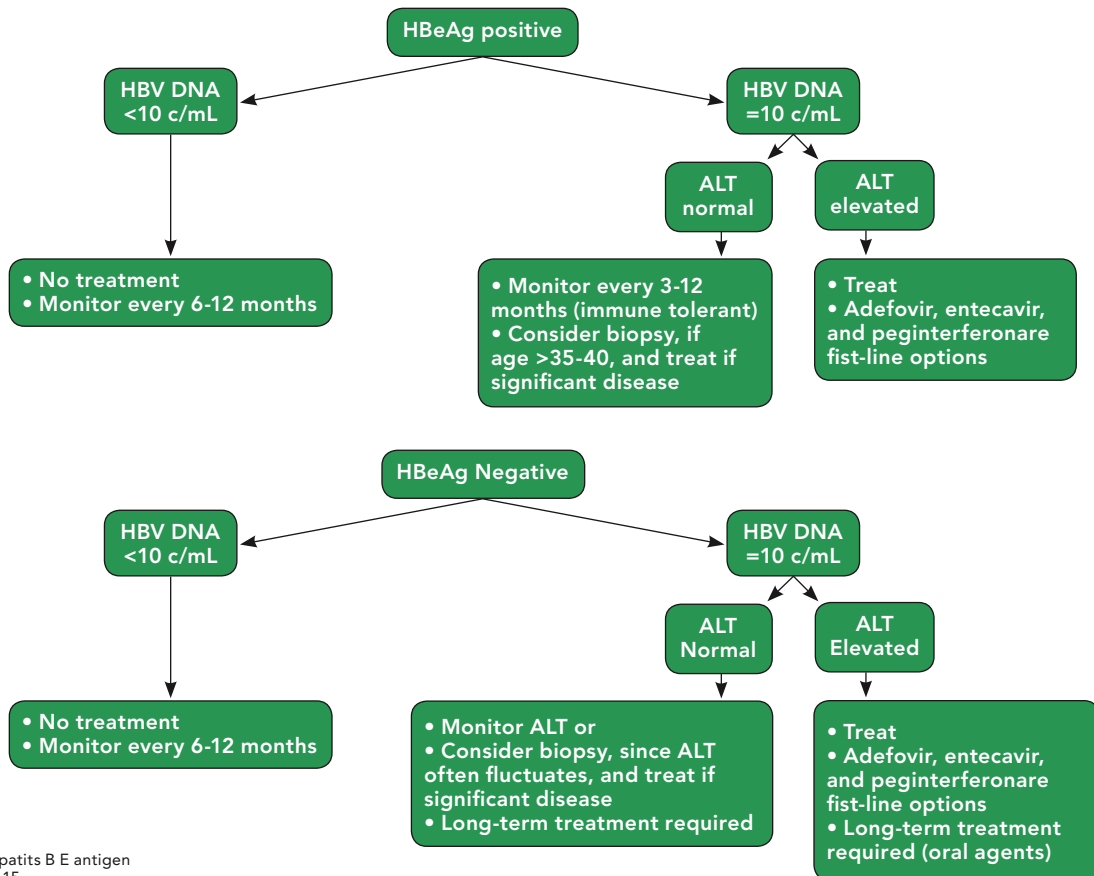 HBeAg positive
HBV DNA
<10 c/mL
HBV DNA
=10 c/mL
ALT
normal
ALT
elevated
• No treatment
• Monitor every 6-12 months
• Monitor every 3-12
months (immune tolerant)
• Consider biopsy, if
age >35-40, and treat if
significant disease
• Treat
• Adefovir, entecavir,
and peginterferonare
fist-line options
HBeAg Negative
HBV DNA
<10 c/mL
HBV DNA
=10 c/mL
ALT
Normal
ALT
Elevated
• No treatment
• Monitor every 6-12 months
• Monitor ALT or
• Consider biopsy, since ALT
often fluctuates, and treat if
significant disease
• Long-term treatment required
• Treat
• Adefovir, entecavir,
and peginterferonare
fist-line options
• Long-term treatment
required (oral agents)
patits B E antigen